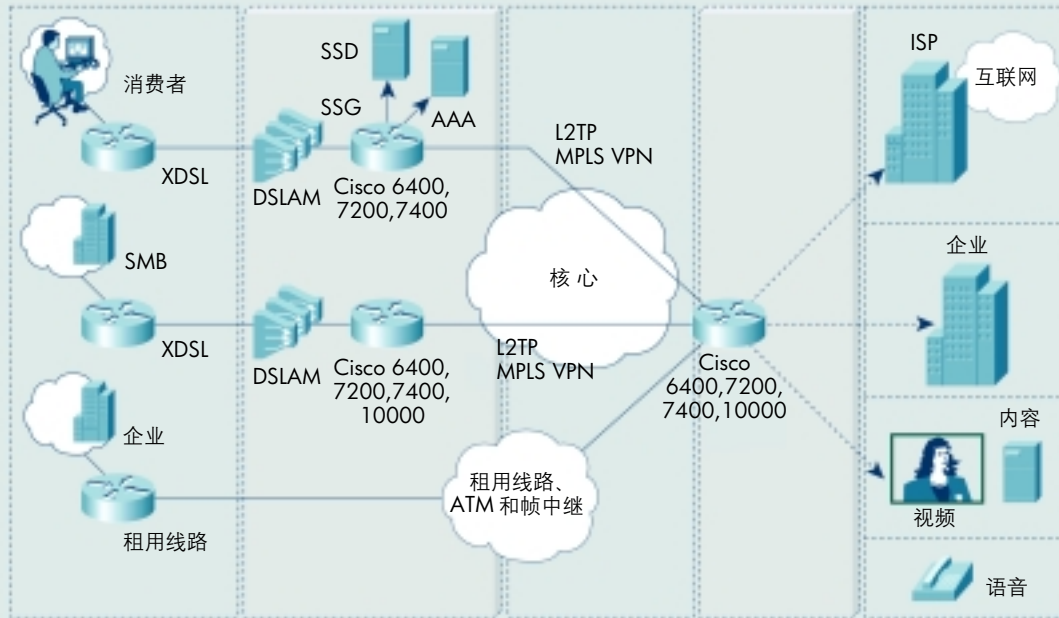 消费者
XDSL
SMB
XDSL
企业
租用线路
SSD
SSG
AAA
DSLAM
Cisco 6400,
7200,7400
DSLAM
Cisco 6400,
7200,7400,
10000
L2TP
MPLS VPN
核 心
L2TP
MPLS VPN
租用线路、
ATM 和帧中继
Cisco
6400,7200,
7400,10000
ISP
互联网
企业
内容
视频
语音